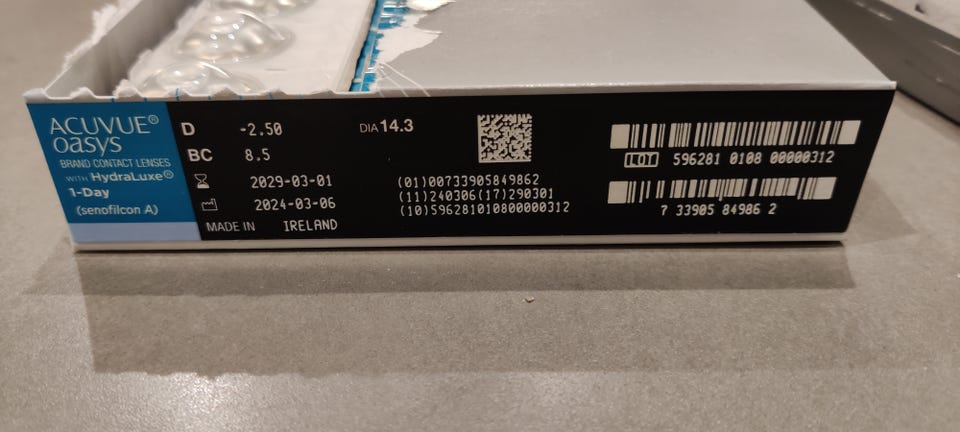 ACUVUE®
oasys
BRAND CONTACT LENSES
WITH HydraLuxe®
1-Day
(senofilcon A)
D -2.50 DIA 14.3
BC 8.5
2029-03-01
2024-03-06
MADE IN IRELAND
(01)00733905849862
(11)240306(17)290301
(10)596281010800000312
LOT 596281 0108 00000312
7 33905 84986 2